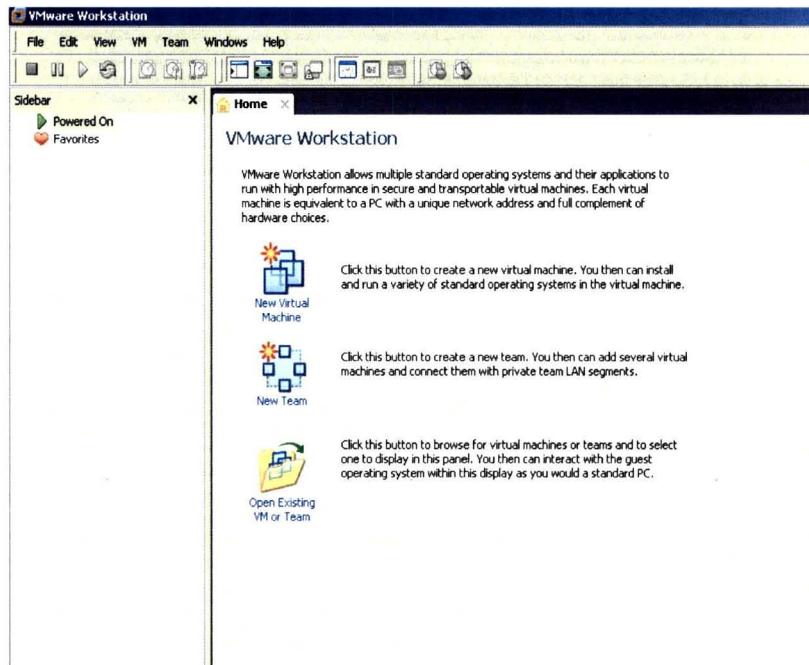 VMware Workstation
File Edit View VM Team Windows Help
Sidebar
Powered On
Favorites
Home
VMware Workstation
VMware Workstation allows multiple standard operating systems and their applications to
run with high performance in secure and transportable virtual machines. Each virtual
machine is equivalent to a PC with a unique network address and full complement of
hardware choices.
New Virtual
Machine
Click this button to create a new virtual machine. You then can install
and run a variety of standard operating systems in the virtual machine.
New Team
Click this button to create a new team. You then can add several virtual
machines and connect them with private team LAN segments.
Open Existing
VM or Team
Click this button to browse for virtual machines or teams and to select
one to display in this panel. You then can interact with the guest
operating system within this display as you would a standard PC.